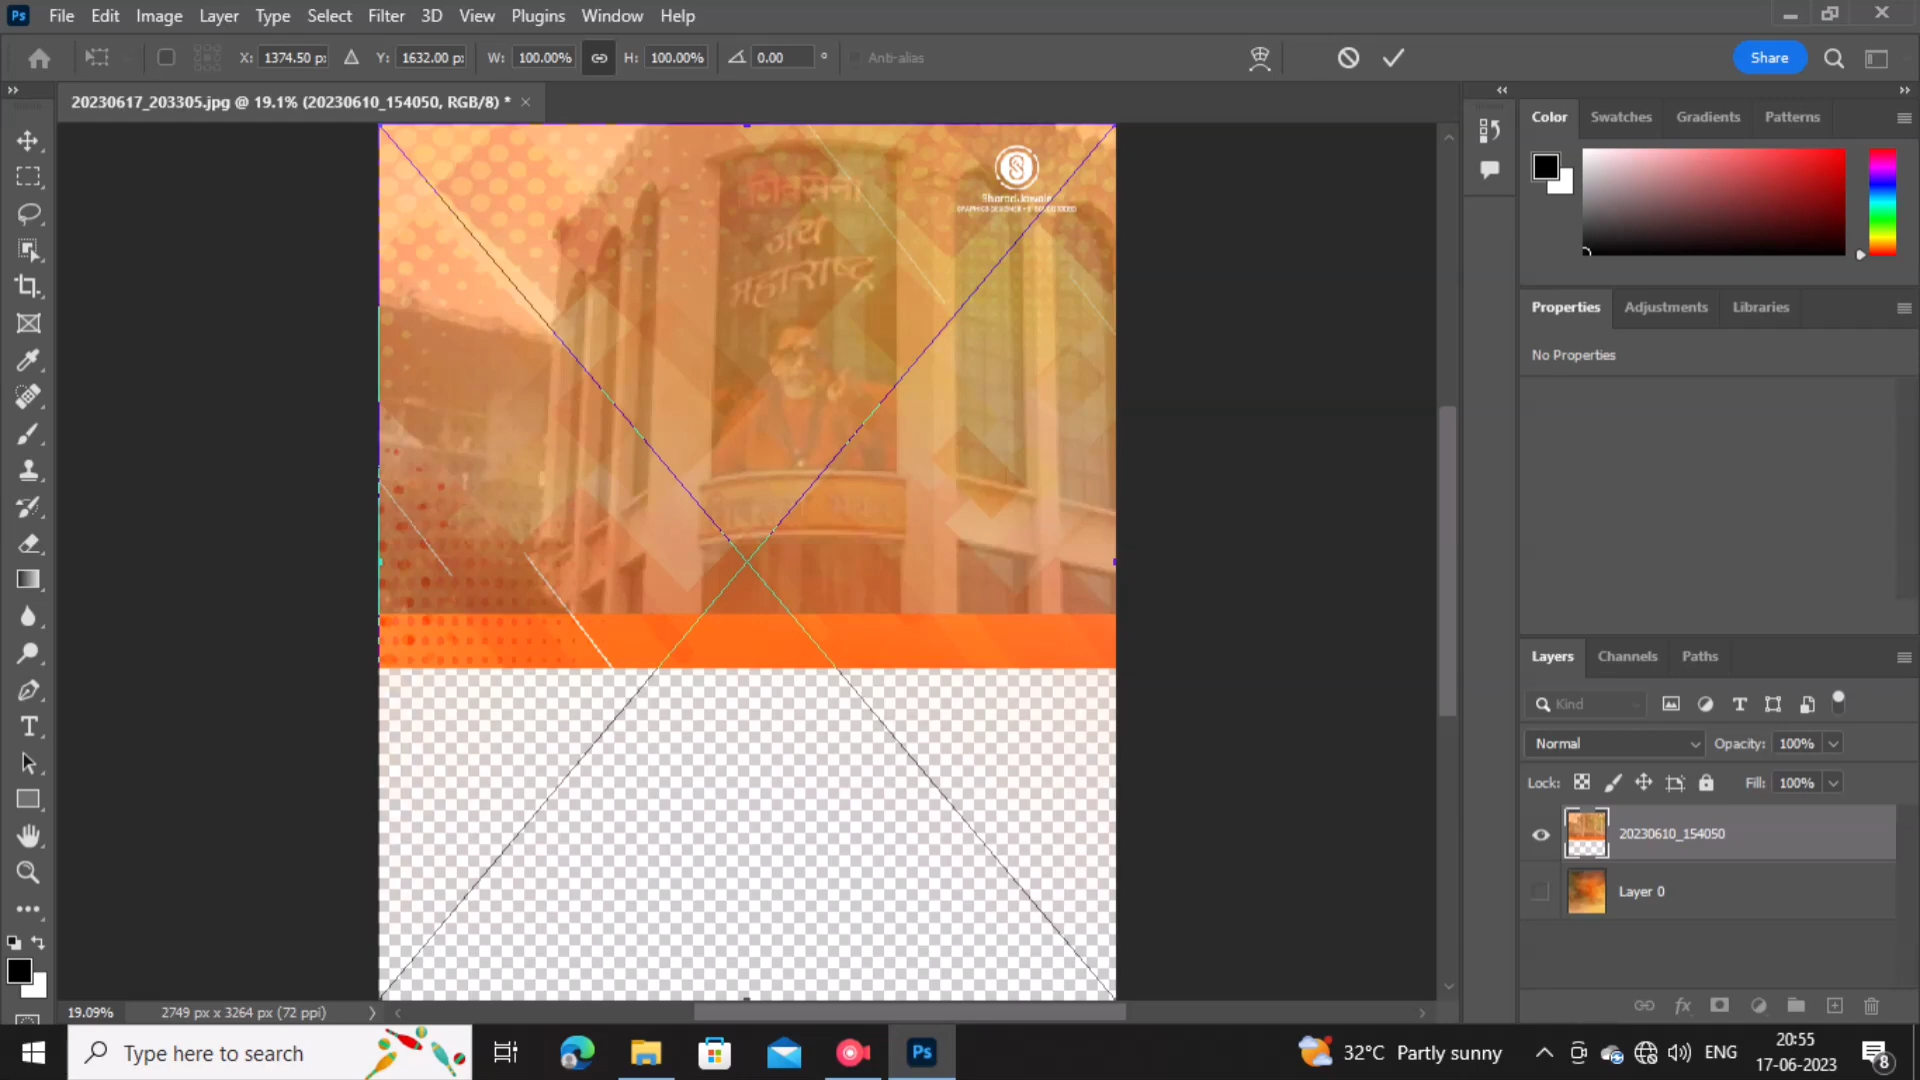 Ps File Edit Image Layer Type Select Filter 3D View Plugins Window Help
X: 1374.50 px Y: 1632.00 px W: 100.00% H: 100.00% 0.00 ° Anti-alias Share
20230617_203305.jpg @ 19.1% (20230610_154050, RGB/8) *
Color Swatches Gradients Patterns
शिवसेना
जय
महाराष्ट्र
Properties Adjustments Libraries
No Properties
Layers Channels Paths
Kind
Normal Opacity: 100%
Lock: Fill: 100%
20230610_154050
Layer 0
19.09% 2749 px x 3264 px (72 ppi)
Type here to search
Ps
32°C Partly sunny
ENG
20:55
17-06-2023
8